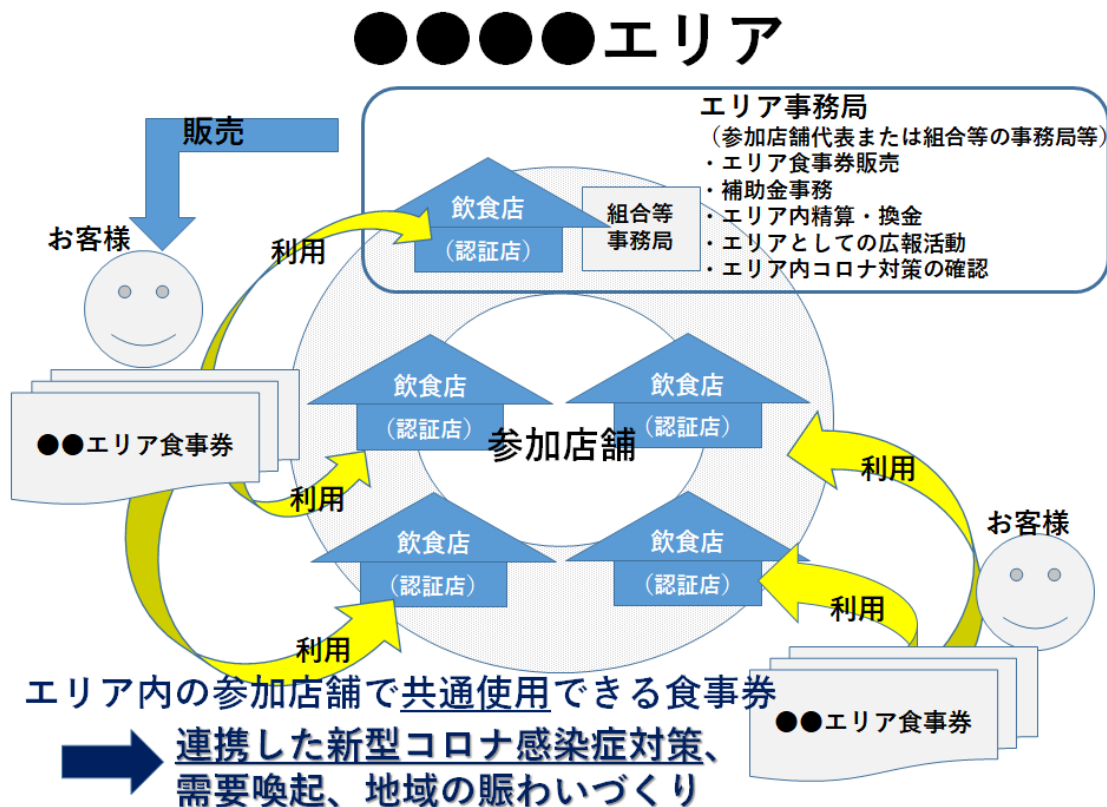 ●●●●エリア
エリア事務局
（参加店舗代表または組合等の事務局等）
・エリア食事券販売
・補助金事務
・エリア内精算・換金
・エリアとしての広報活動
・エリア内コロナ対策の確認
販売
飲食店
（認証店）
組合等
事務局
お客様
利用
●●エリア食事券
飲食店
（認証店）
飲食店
（認証店）
参加店舗
利用
利用
飲食店
（認証店）
飲食店
（認証店）
お客様
利用
利用
●●エリア食事券
エリア内の参加店舗で共通使用できる食事券
連携した新型コロナ感染症対策、
需要喚起、地域の賑わいづくり